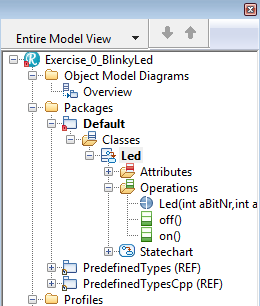 Entire Model View
Exercise_0_BlinkyLed
Object Model Diagrams
Overview
Packages
Default
Classes
Led
Attributes
Operations
Led(int aBitNr,int a
off()
on()
Statechart
PredefinedTypes (REF)
PredefinedTypesCpp (REF)
Profiles